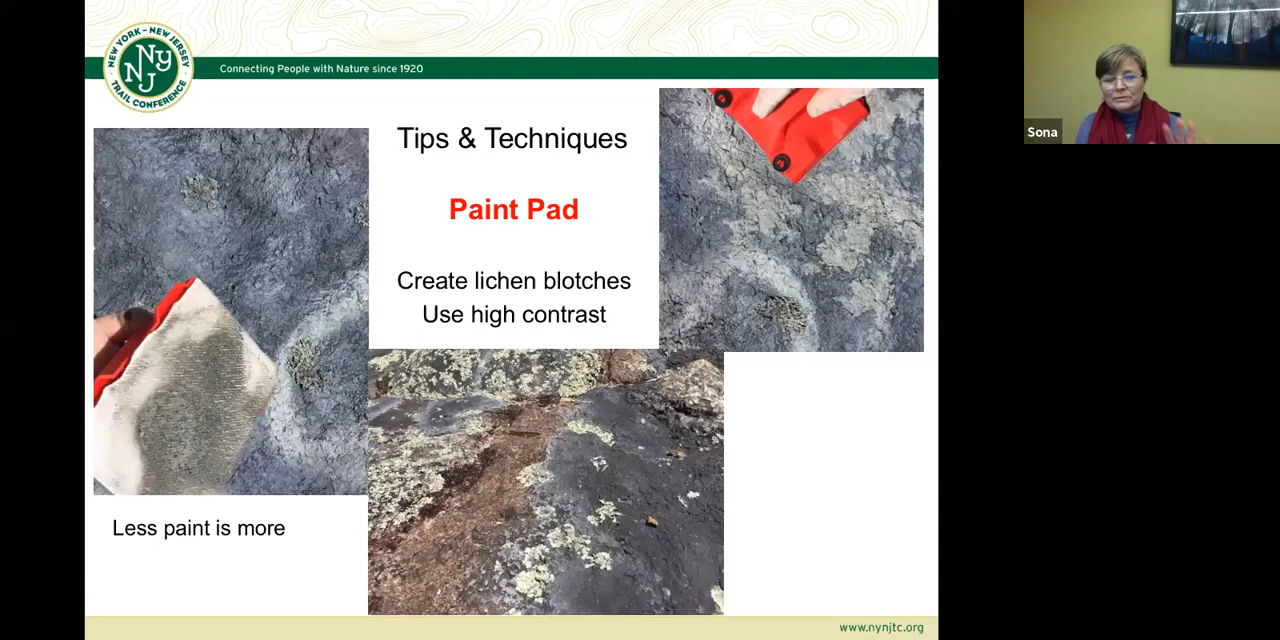 NEW YORK - NEW JERSEY
NY
NJ
TRAIL CONFERENCE
Connecting People with Nature since 1920
Tips & Techniques
Paint Pad
Create lichen blotches
Use high contrast
Less paint is more
www.nynjtc.org
Sona